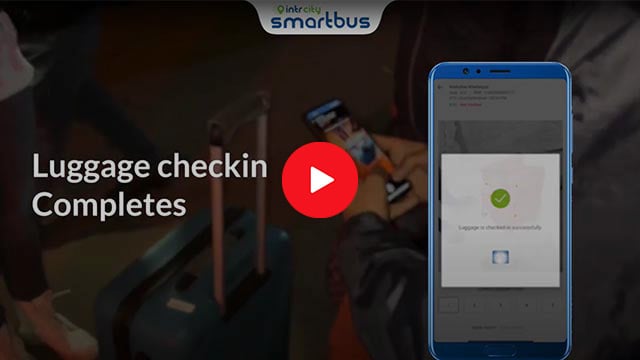 intrcity
smartbus
Luggage checkin
Completes
Luggage is checked in successfully